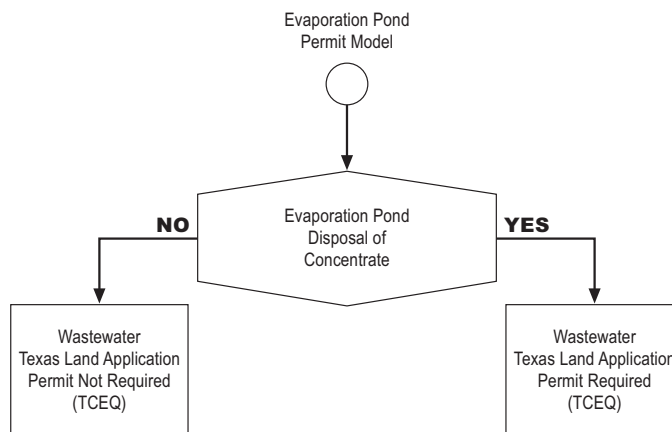 Evaporation Pond
Permit Model
NO
Evaporation Pond
Disposal of
Concentrate
YES
Wastewater
Texas Land Application
Permit Not Required
(TCEQ)
Wastewater
Texas Land Application
Permit Required
(TCEQ)